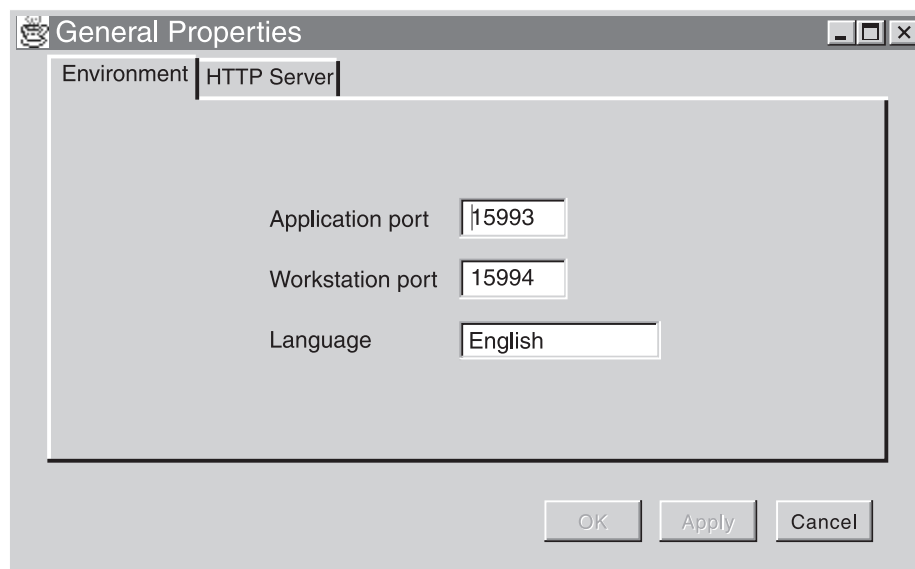 General Properties
Environment HTTP Server
Application port 15993
Workstation port 15994
Language English
OK Apply Cancel